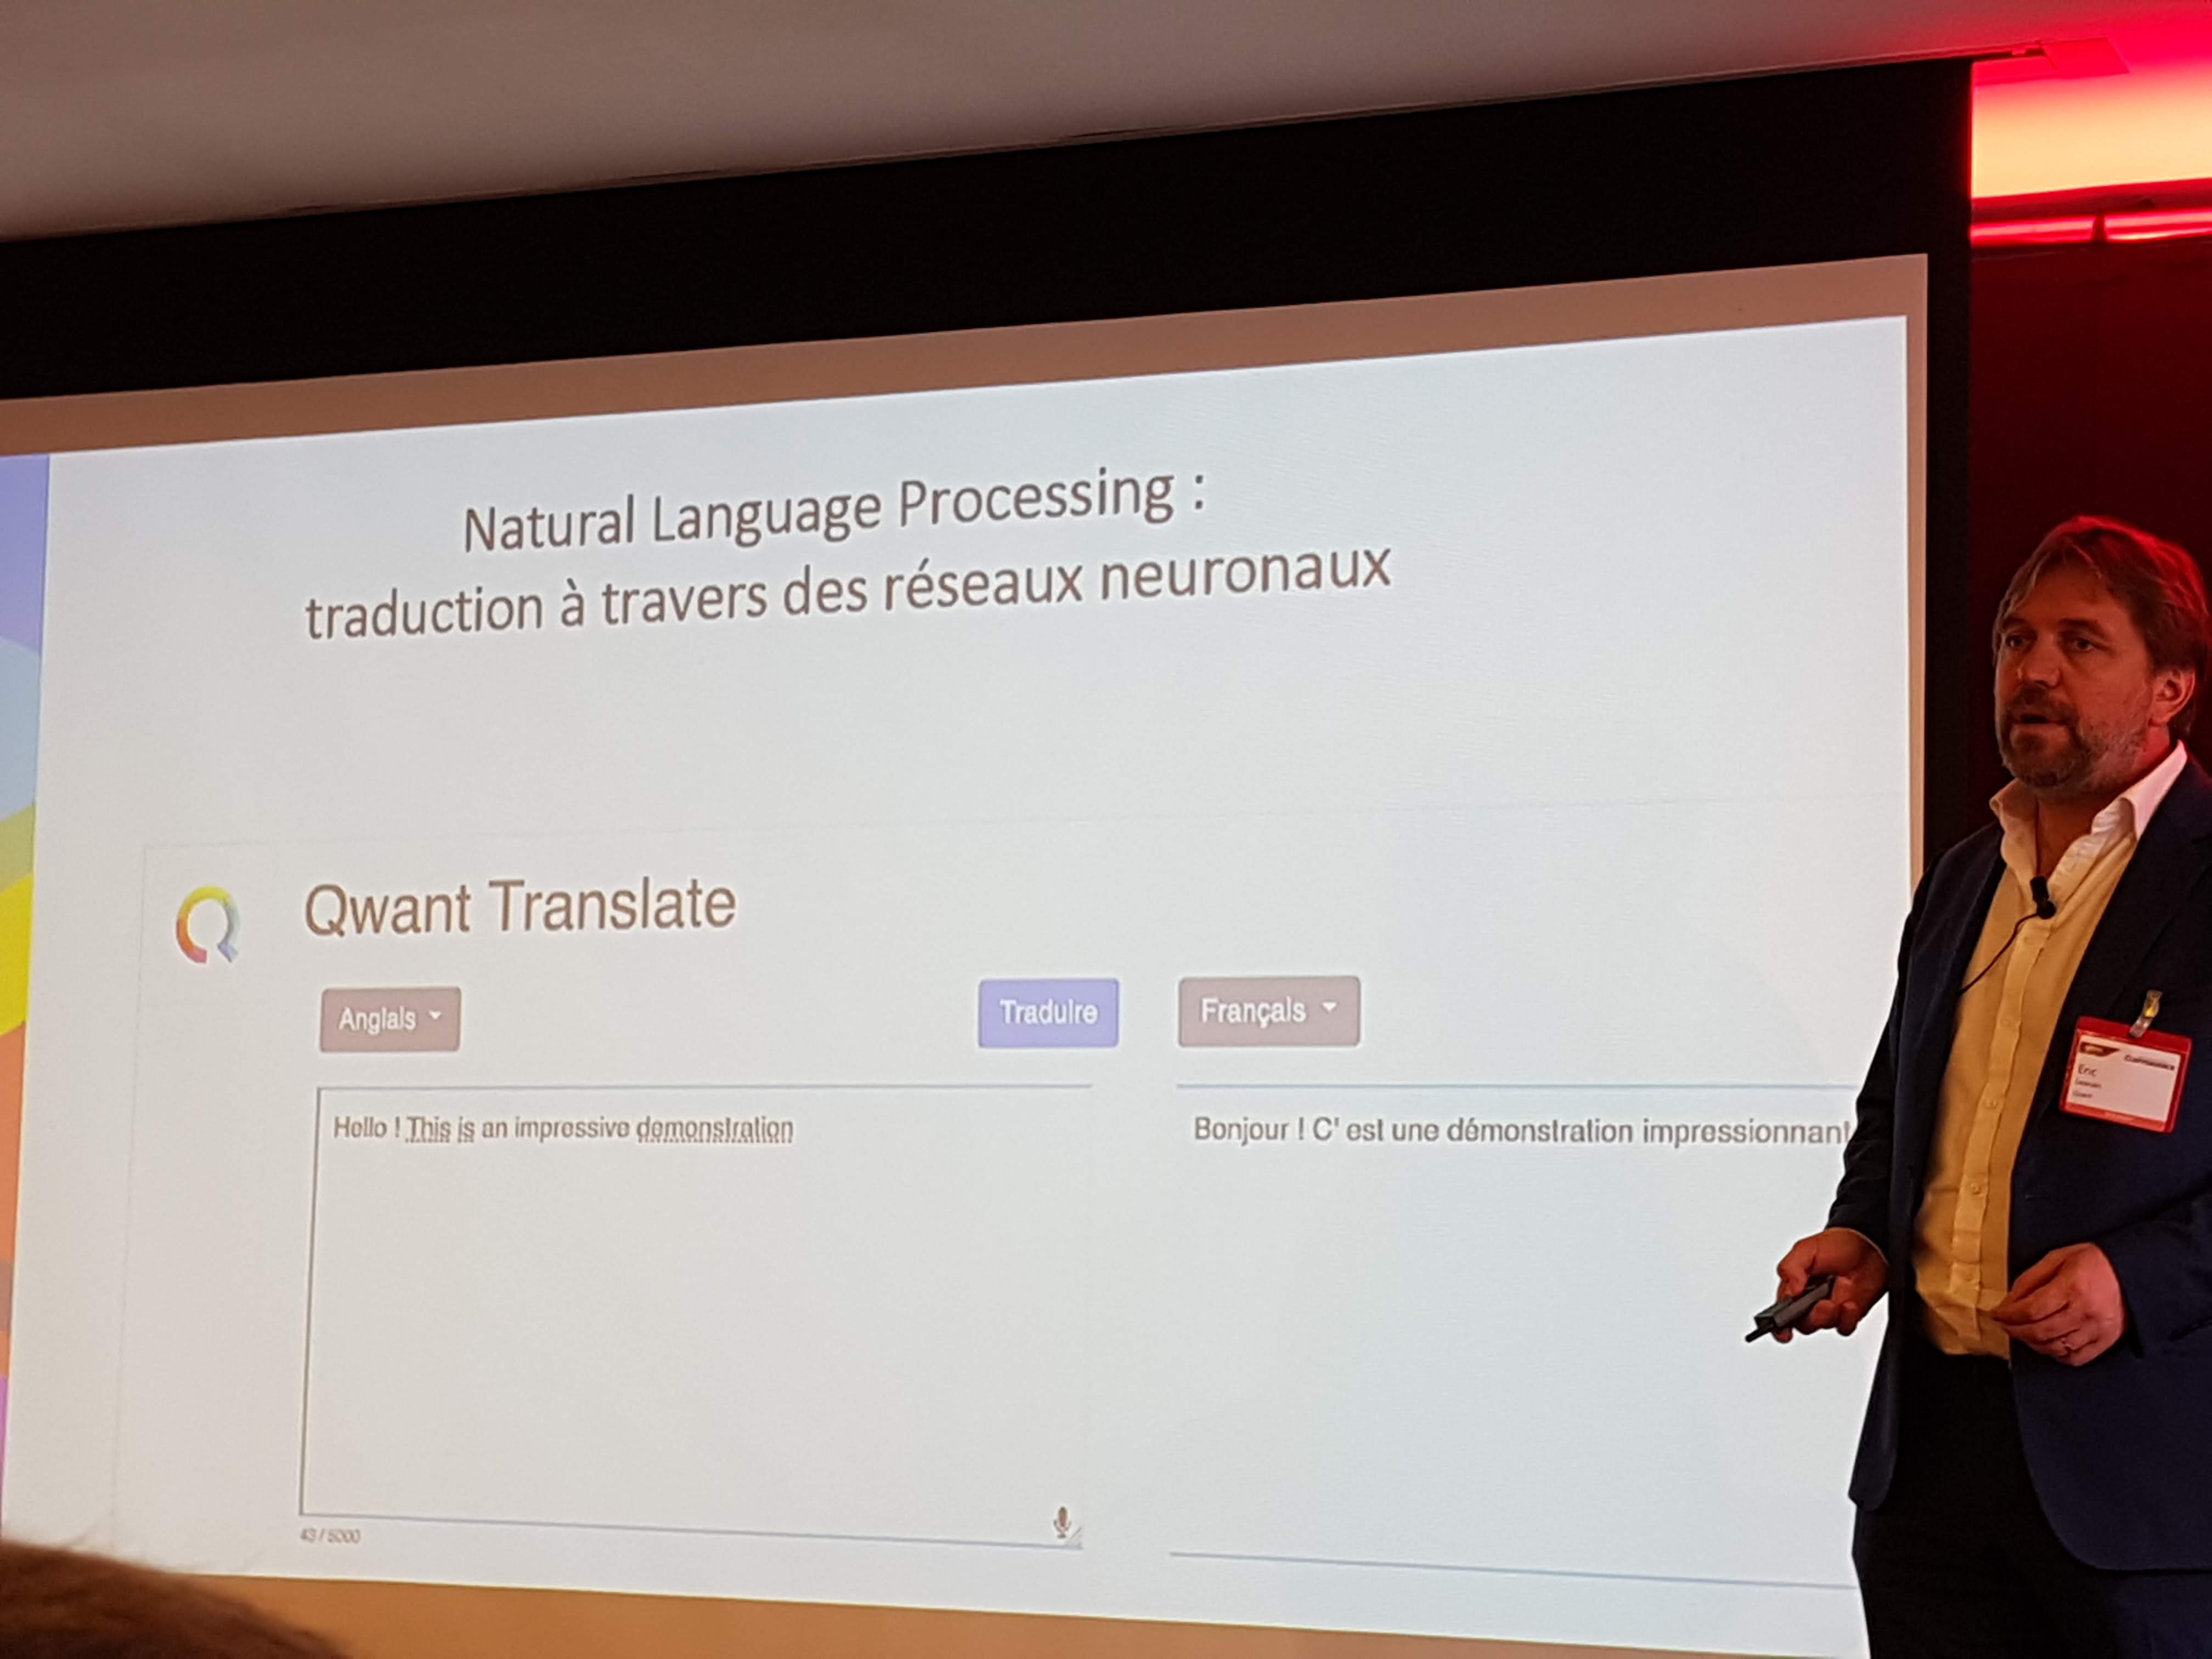 Natural Language Processing :
traduction à travers des réseaux neuronaux
Qwant Translate
Anglais
Traduire
Français
Hello ! This is an impressive demonstration
Bonjour ! C' est une démonstration impressionnant
43 / 5000
Eric